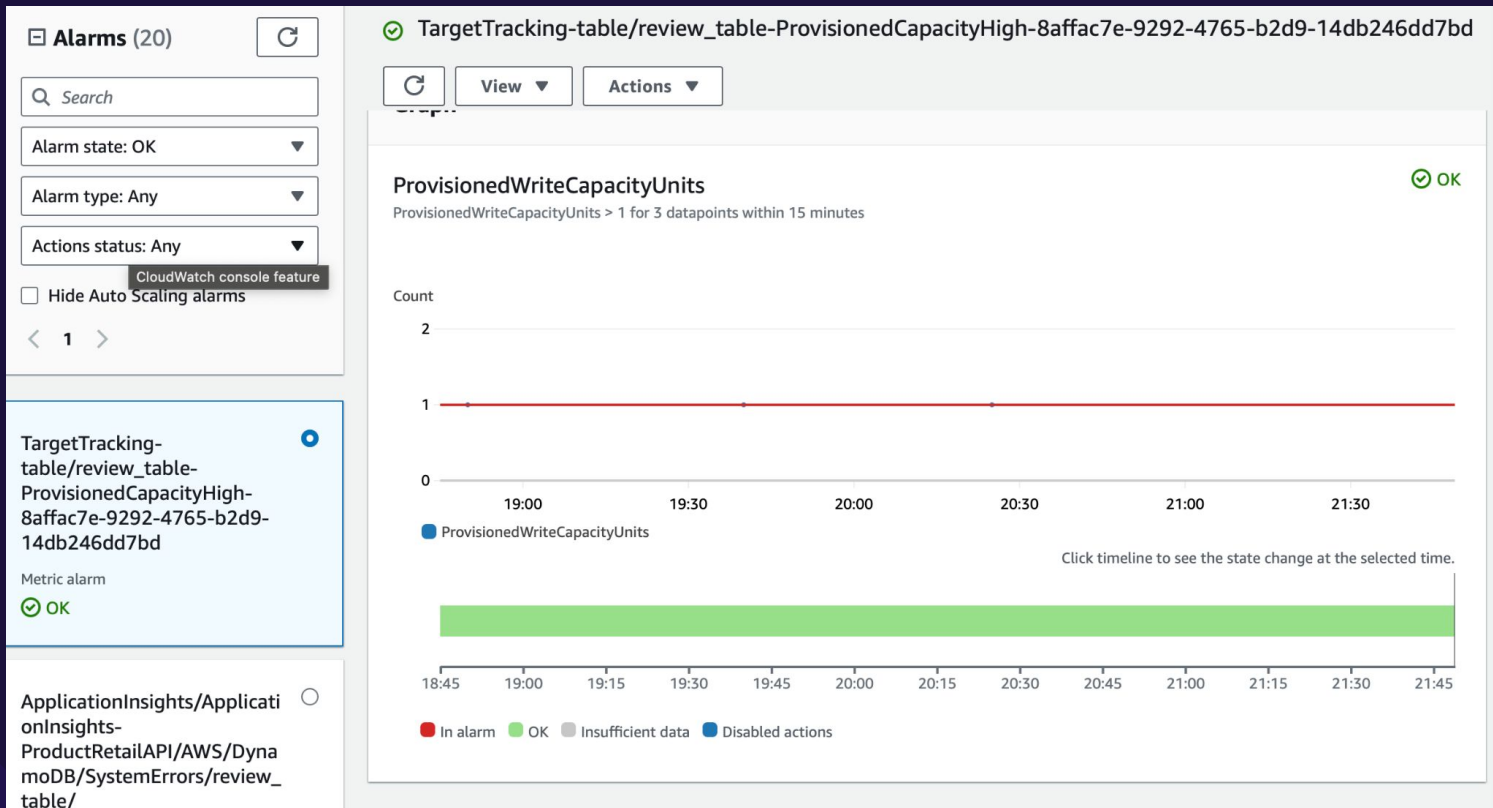 Alarms (20)
Search
Alarm state: OK
Alarm type: Any
Actions status: Any
CloudWatch console feature
Hide Auto Scaling alarms
1
TargetTracking-
table/review_table-
ProvisionedCapacityHigh-
8affac7e-9292-4765-b2d9-
14db246dd7bd
Metric alarm
OK
ApplicationInsights/Applicati
onInsights-
ProductRetailAPI/AWS/Dyna
moDB/SystemErrors/review_
table/
TargetTracking-table/review_table-ProvisionedCapacityHigh-8affac7e-9292-4765-b2d9-14db246dd7bd
View
Actions
Graph
ProvisionedWriteCapacityUnits
OK
ProvisionedWriteCapacityUnits > 1 for 3 datapoints within 15 minutes
Count
2
1
0
19:00 19:30 20:00 20:30 21:00 21:30
ProvisionedWriteCapacityUnits
Click timeline to see the state change at the selected time.
18:45 19:00 19:15 19:30 19:45 20:00 20:15 20:30 20:45 21:00 21:15 21:30 21:45
In alarm OK Insufficient data Disabled actions